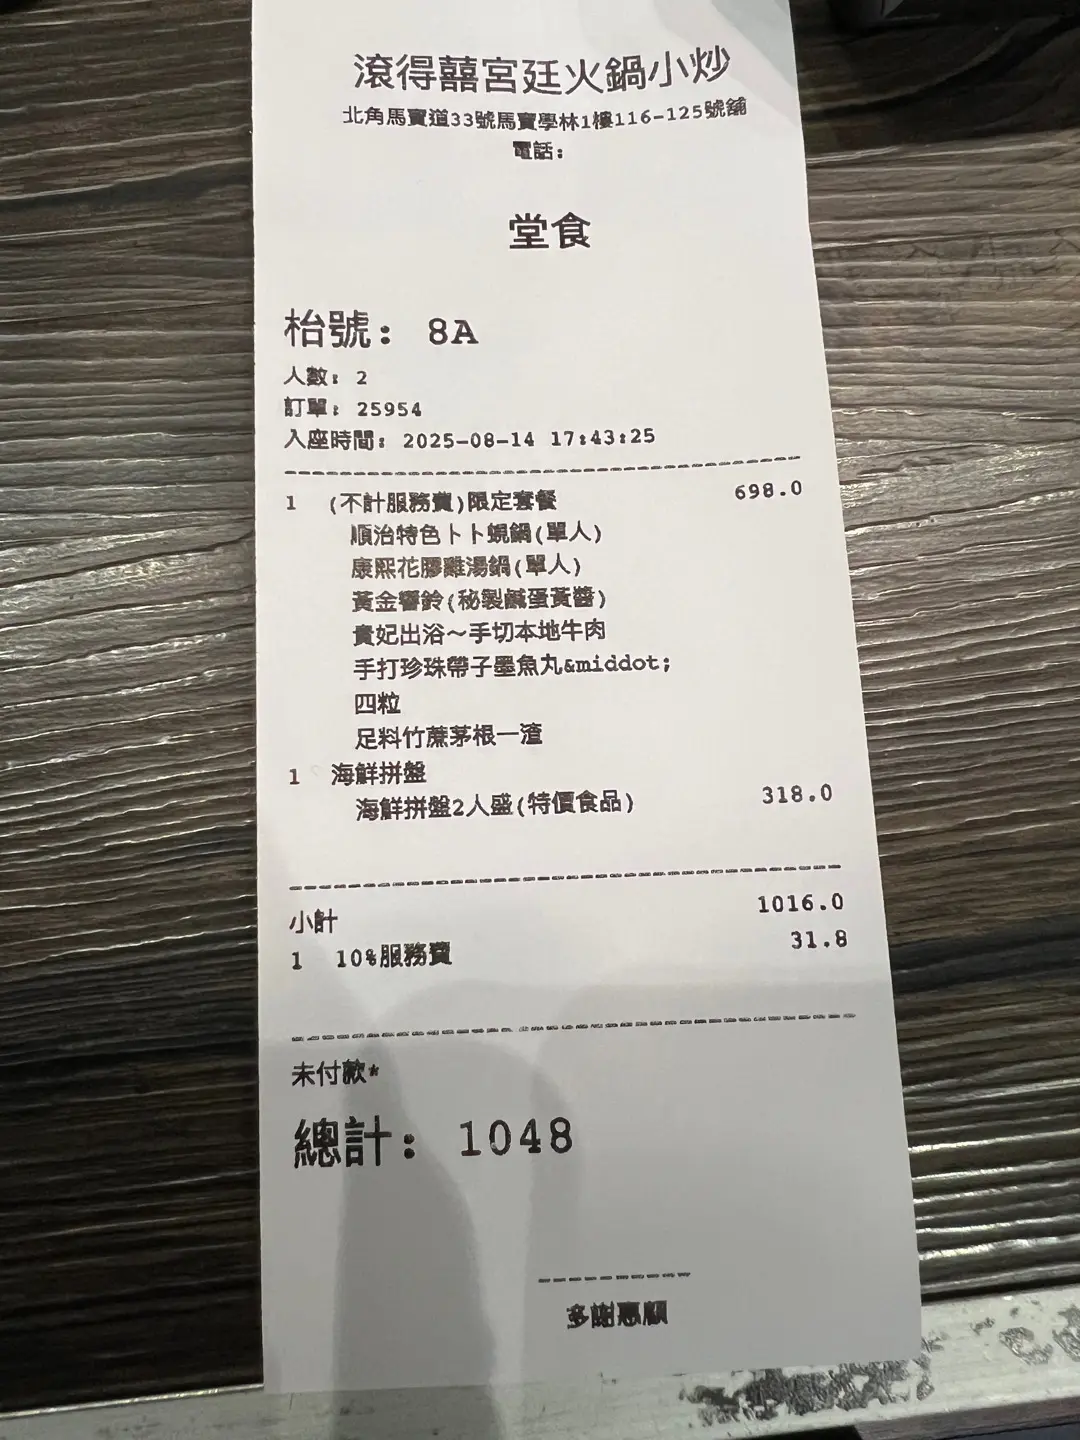 滾得囍宮廷火鍋小炒
北角馬寶道33號馬寶學林1樓116-125號舖
電話:
堂食
枱號: 8A
人數: 2
訂單: 25954
入座時間: 2025-08-14 17:43:25
1 (不計服務費)限定套餐 698.0
順治特色卜卜蜆鍋(單人)
康熙花膠雞湯鍋(單人)
黃金響鈴(秘製鹹蛋黃醬)
貴妃出浴～手切本地牛肉
手打珍珠帶子墨魚丸&middot;
四粒
足料竹蔗茅根一渣
1 海鮮拼盤
海鮮拼盤2人盛(特價食品) 318.0
小計 1016.0
1 10%服務費 31.8
未付款*
總計: 1048
多謝惠顧